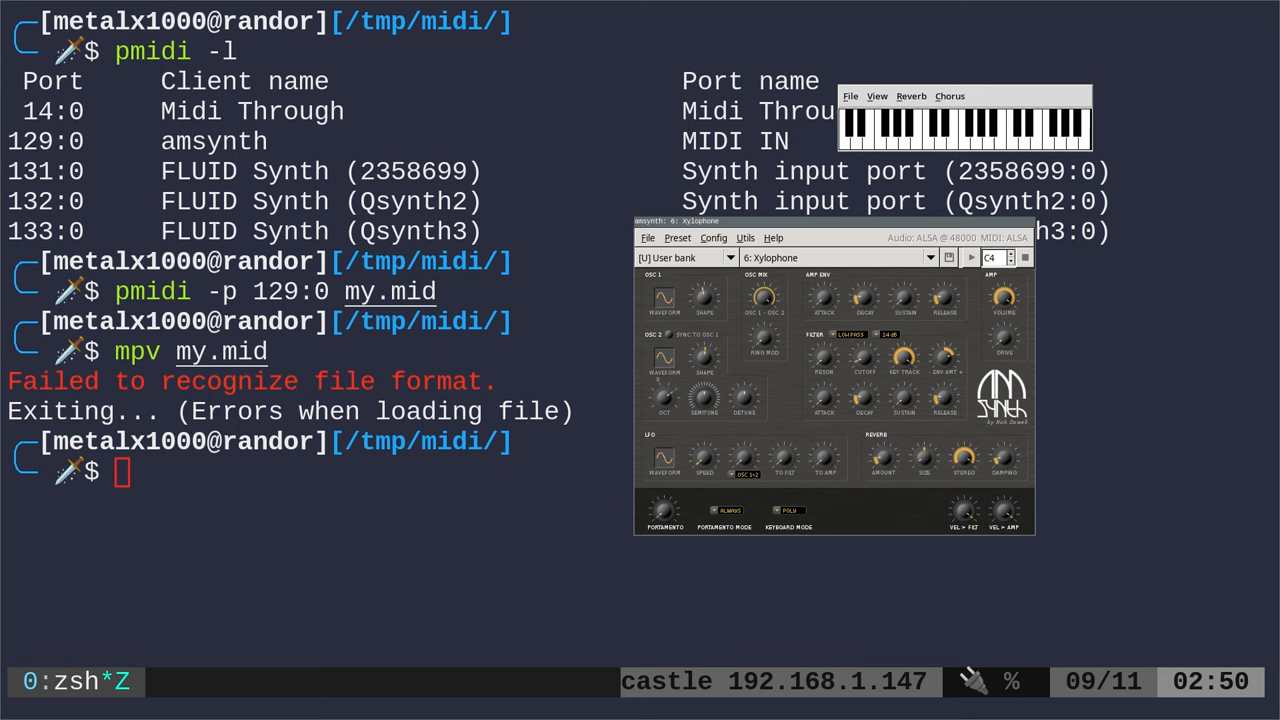 [metalx1000@randor][/tmp/midi/]
$ pmidi -l
Port Client name Port name
14:0 Midi Through Midi Throu
129:0 amsynth MIDI IN
131:0 FLUID Synth (2358699) Synth input port (2358699:0)
132:0 FLUID Synth (Qsynth2) Synth input port (Qsynth2:0)
133:0 FLUID Synth (Qsynth3) h3:0)
[metalx1000@randor][/tmp/midi/]
$ pmidi -p 129:0 my.mid
[metalx1000@randor][/tmp/midi/]
$ mpv my.mid
Failed to recognize file format.
Exiting... (Errors when loading file)
[metalx1000@randor][/tmp/midi/]
$
File View Reverb Chorus
amsynth: 6: Xylophone
File Preset Config Utils Help Audio: ALSA @ 48000 MIDI: ALSA
[U] User bank 6: Xylophone C4
OSC 1 OSC MIX AMP ENV AMP
WAVEFORM SHAPE OSC 1 - OSC 2 ATTACK DECAY SUSTAIN RELEASE VOLUME
OSC 2 SYNC TO OSC 1 FILTER LOW PASS 24 dB
RING MOD DRIVE
WAVEFORM SHAPE RESON CUTOFF KEY TRACK - ENV AMT +
0
OCT SEMITONE DETUNE ATTACK DECAY SUSTAIN RELEASE
AM SYNTH
by Nick Dowell
LFO REVERB
WAVEFORM SPEED OSC 1+2 TO FILT TO AMP AMOUNT SIZE STEREO DAMPING
ALWAYS POLY
PORTAMENTO PORTAMENTO MODE KEYBOARD MODE VEL > FILT VEL > AMP
0:zsh*Z castle 192.168.1.147 % 09/11 02:50